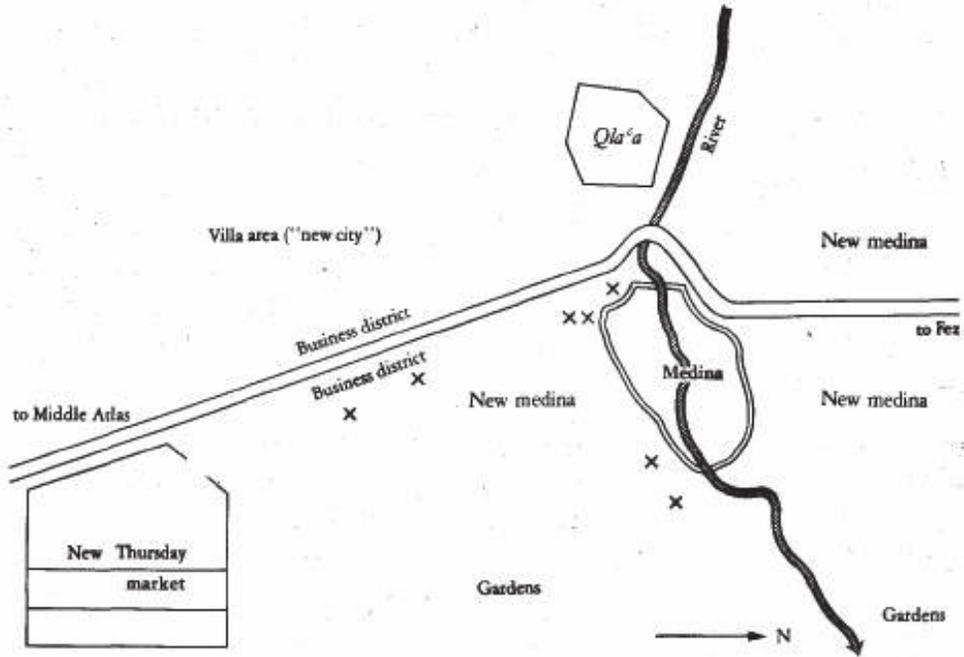 Qlaᶜa
River
Villa area ("new city")
New medina
Business district
to Fez
Business district
Medina
to Middle Atlas
New medina
New medina
New Thursday
market
Gardens
Gardens
N